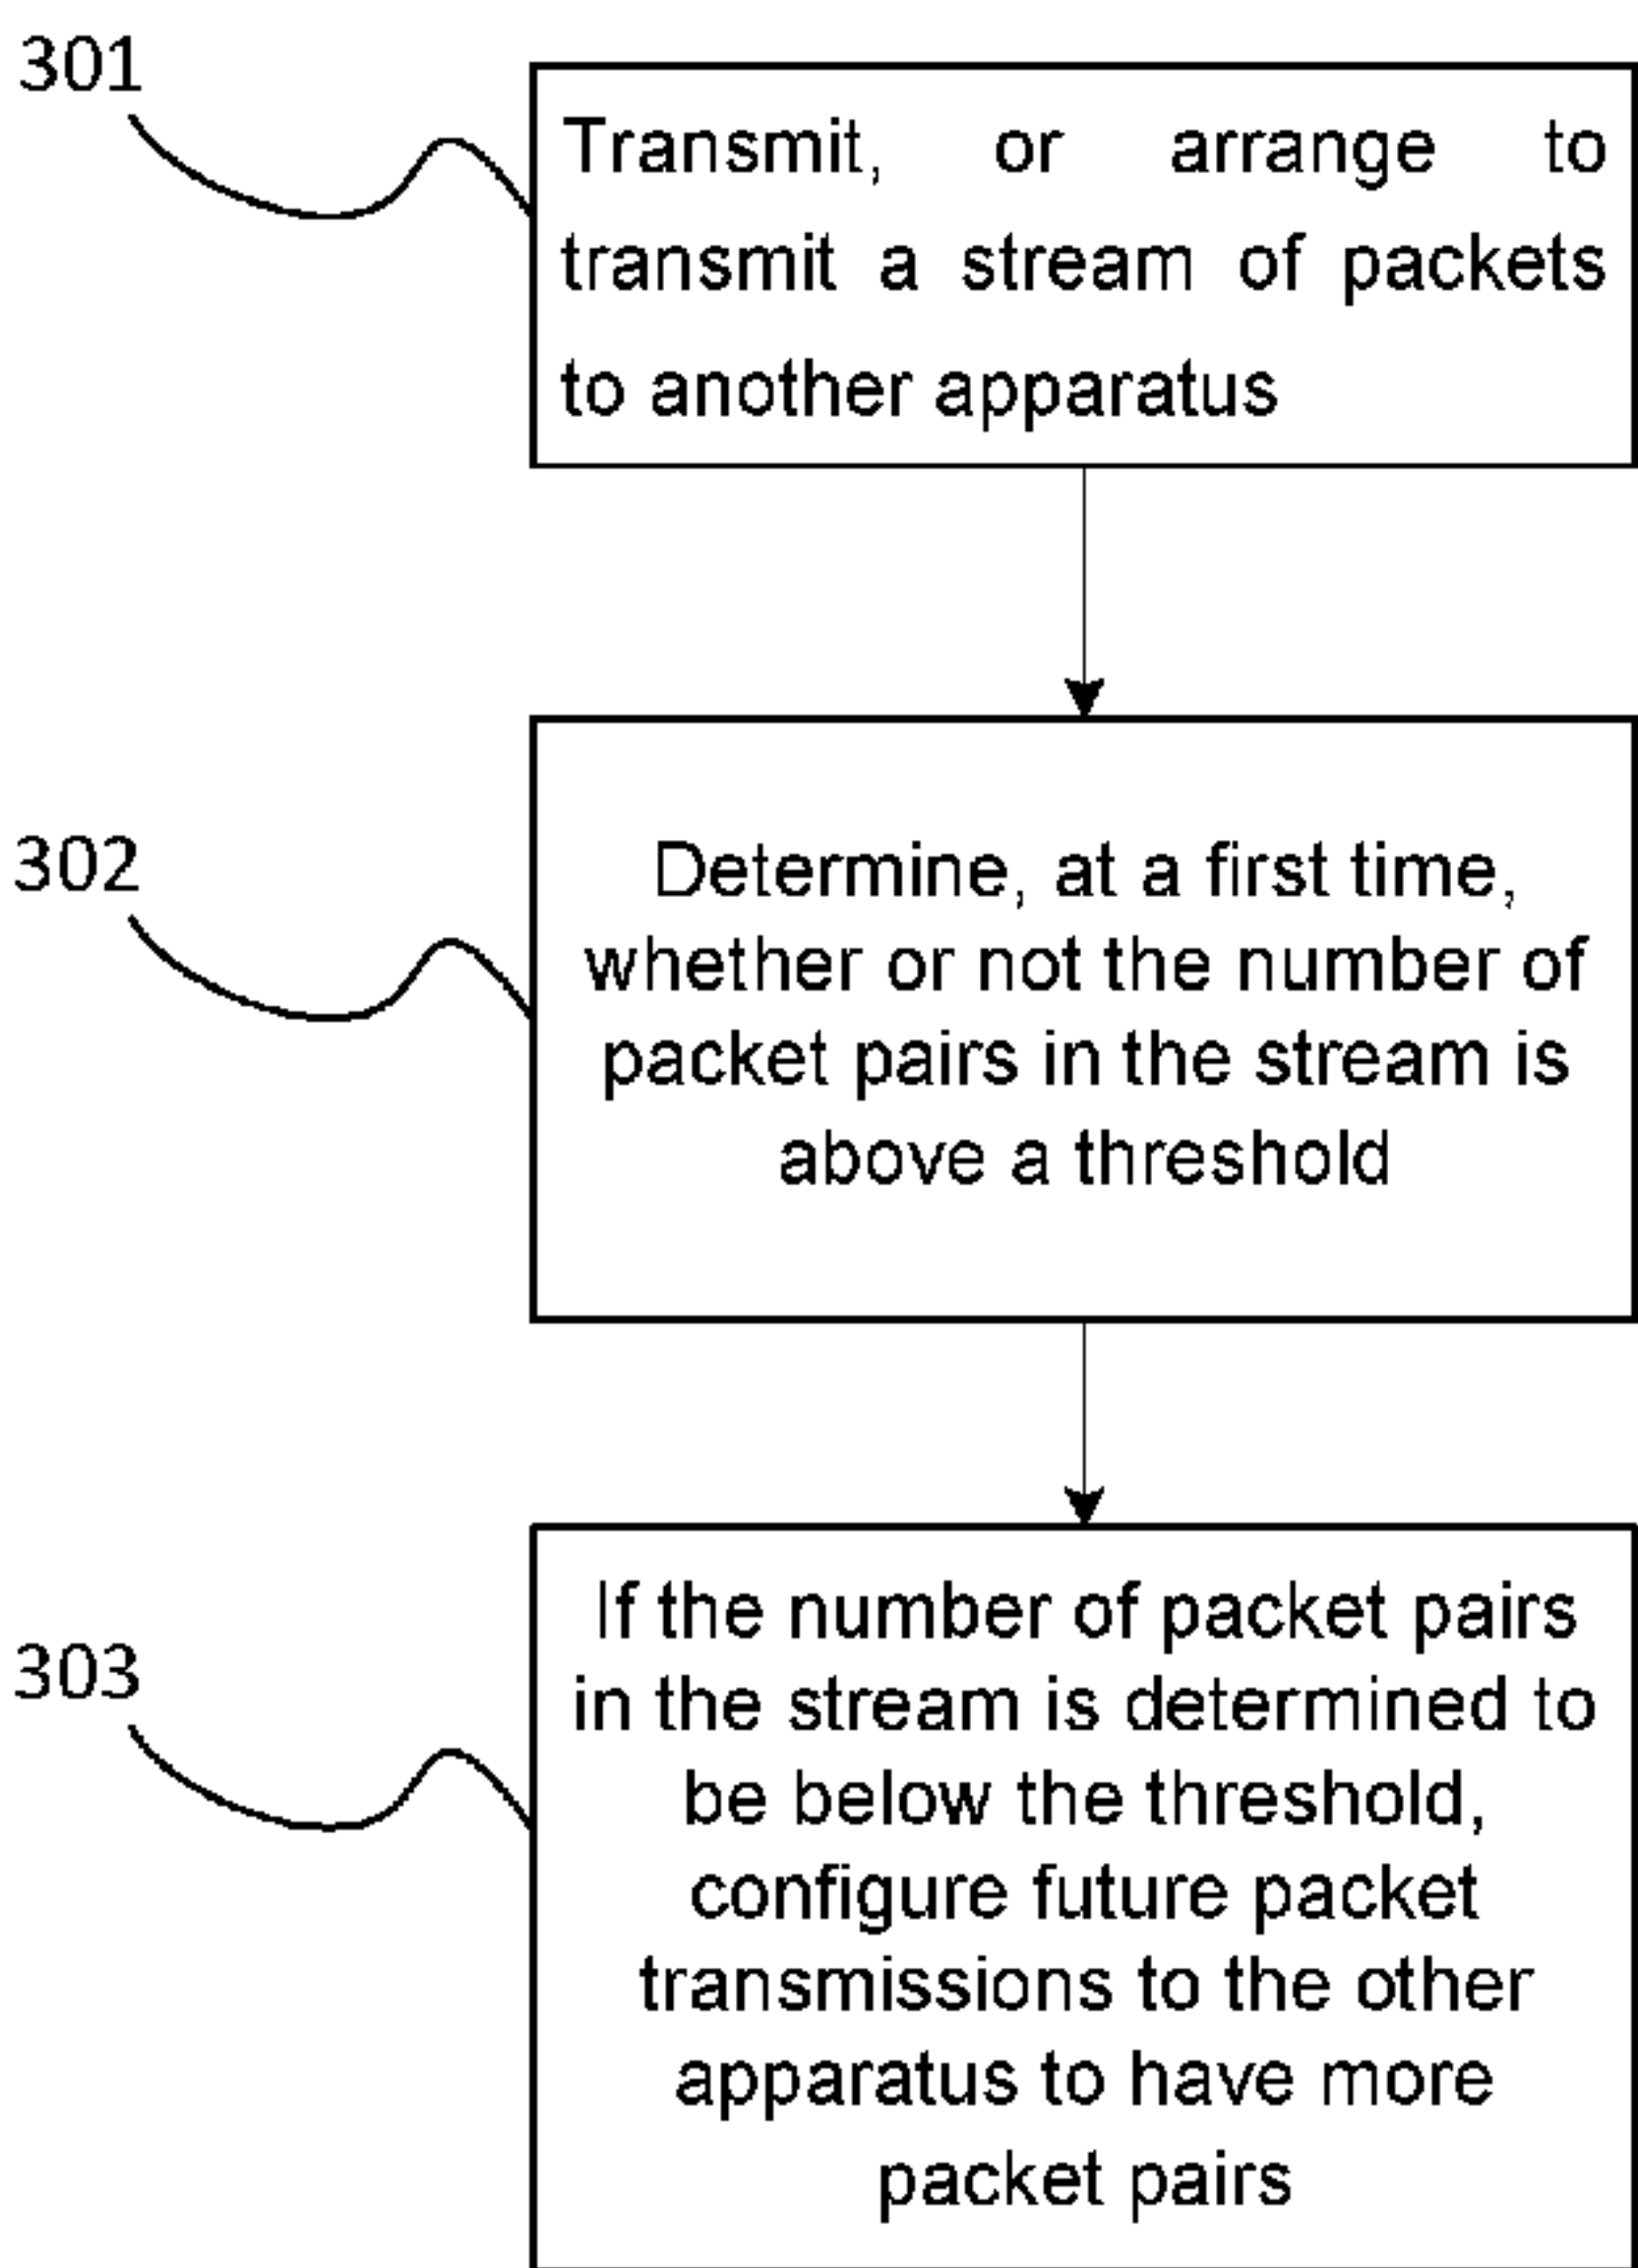 301
Transmit, or arrange to
transmit a stream of packets
to another apparatus
302
Determine, at a first time,
whether or not the number of
packet pairs in the stream is
above a threshold
303
If the number of packet pairs
in the stream is determined to
be below the threshold,
configure future packet
transmissions to the other
apparatus to have more
packet pairs